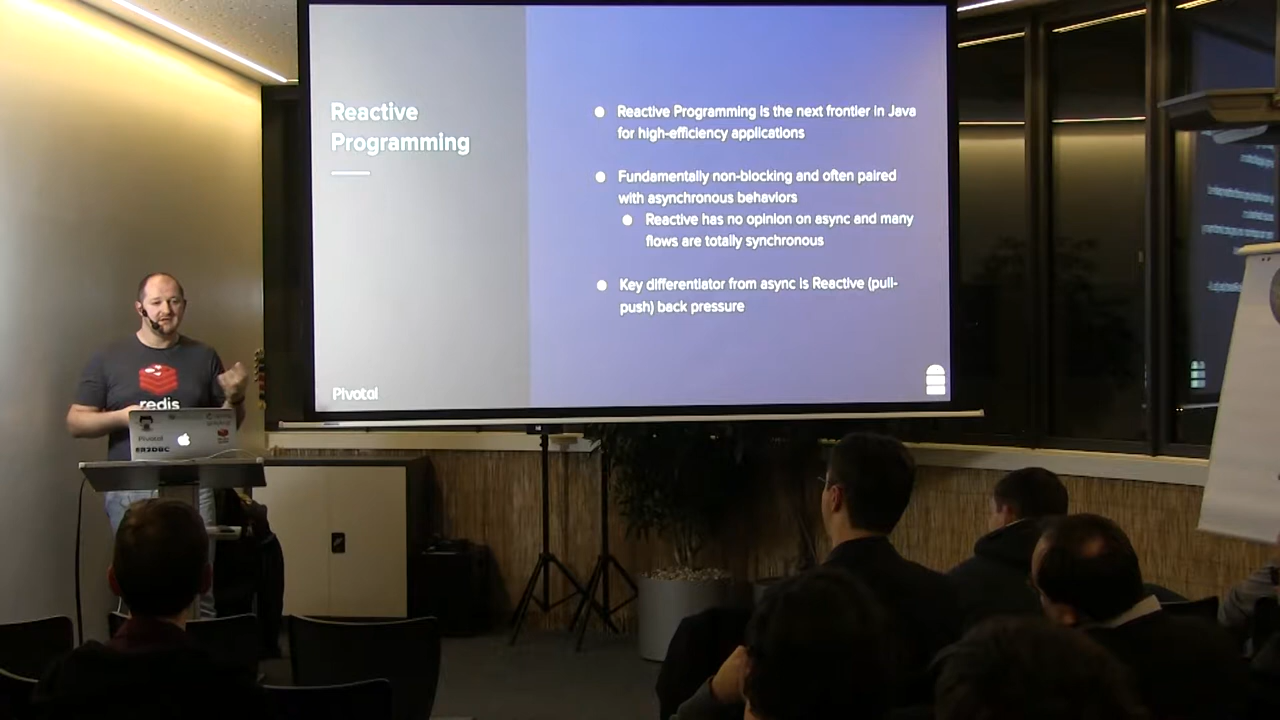 Reactive
Programming
Reactive Programming is the next frontier in Java
for high-efficiency applications
Fundamentally non-blocking and often paired
with asynchronous behaviors
Reactive has no opinion on async and many
flows are totally synchronous
Key differentiator from async is Reactive (pull-
push) back pressure
Pivotal
redis
Pivotal
R2DBC